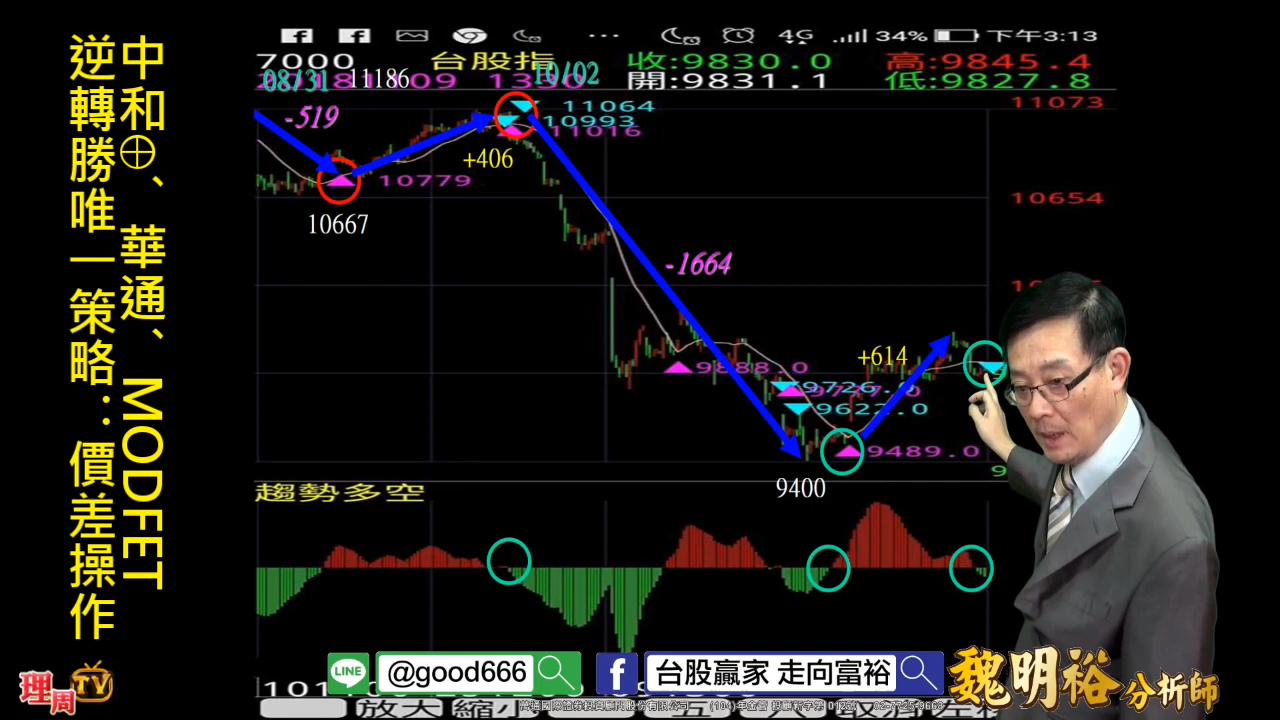 中和⊕、華通、MODFET
逆轉勝唯一策略：價差操作
4G 34% 下午3:13
7000 台股指 收:9830.0 高:9845.4
08/31 11186 10/02 開:9831.1 低:9827.8
11073
-519
11064
10993
11016
+406
10779
10654
10667
-1664
+614
9888.0
9726.0
9622.0
9489.0
9400
趨勢多空
LINE @good666
f 台股贏家 走向富裕
魏明裕 分析師
理周TV
放大 縮小